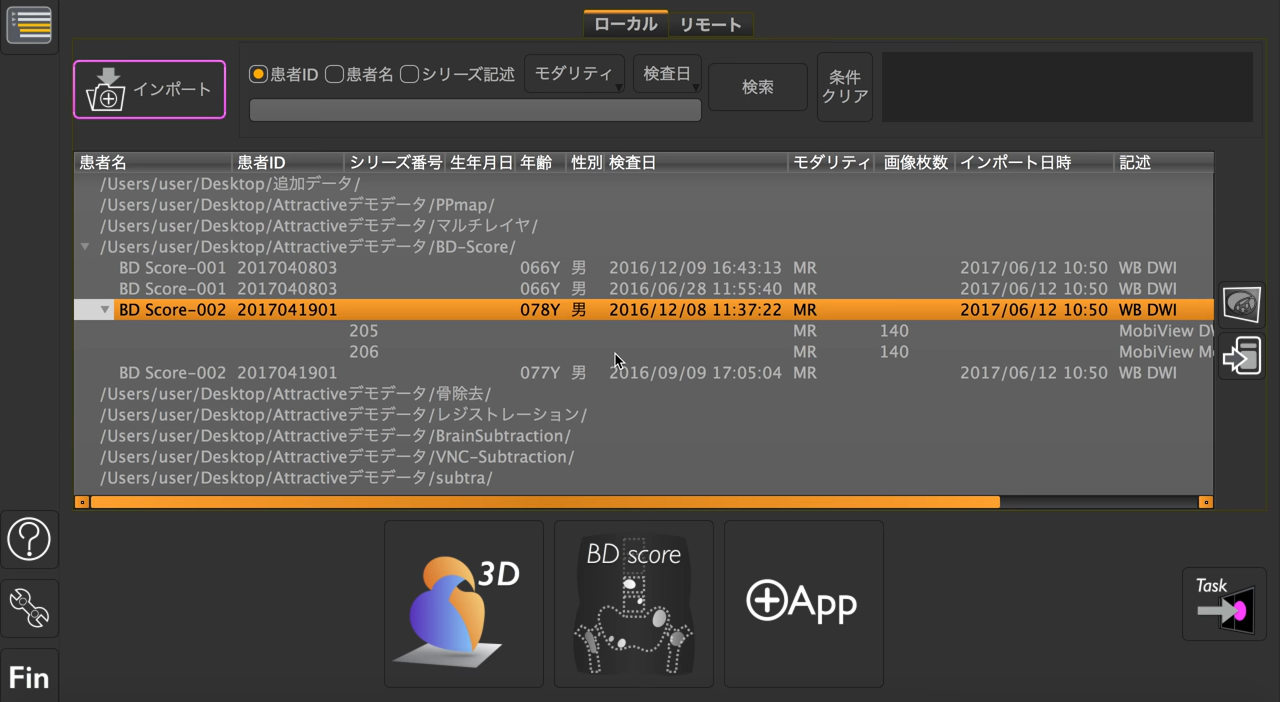 ローカル リモート
インポート 患者ID 患者名 シリーズ記述 モダリティ 検査日 検索 条件
クリア
患者名 患者ID シリーズ番号 生年月日 年齢 性別 検査日 モダリティ 画像枚数 インポート日時 記述
/Users/user/Desktop/追加データ/
/Users/user/Desktop/Attractiveデモデータ/PPmap/
/Users/user/Desktop/Attractiveデモデータ/マルチレイヤ/
/Users/user/Desktop/Attractiveデモデータ/BD-Score/
BD Score-001 2017040803 066Y 男 2016/12/09 16:43:13 MR 2017/06/12 10:50 WB DWI
BD Score-001 2017040803 066Y 男 2016/06/28 11:55:40 MR 2017/06/12 10:50 WB DWI
BD Score-002 2017041901 078Y 男 2016/12/08 11:37:22 MR 2017/06/12 10:50 WB DWI
205 MR 140 MobiView
206 MR 140 MobiView
BD Score-002 2017041901 077Y 男 2016/09/09 17:05:04 MR 2017/06/12 10:50 WB DWI
/Users/user/Desktop/Attractiveデモデータ/骨除去/
/Users/user/Desktop/Attractiveデモデータ/レジストレーション/
/Users/user/Desktop/Attractiveデモデータ/BrainSubtraction/
/Users/user/Desktop/Attractiveデモデータ/VNC-Subtraction/
/Users/user/Desktop/Attractiveデモデータ/subtra/
3D
BD score
App
Task
Fin